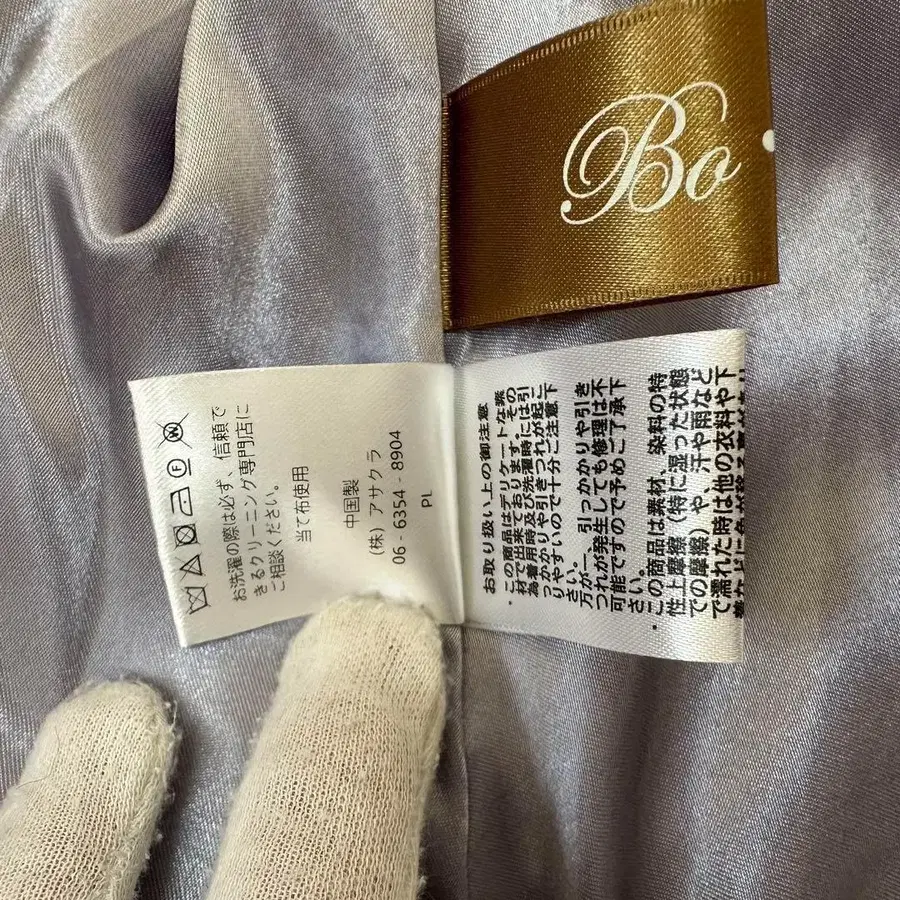 Bo
お洗濯の際は必ず、信頼で
きるクリーニング専門店に
ご相談ください。
当て布使用
中国製
(株) アサクラ
06 - 6354 - 8904
PL
お取り扱い上の御注意
・この商品はデリケートな素
材で出来ております。その
為着用時及び洗濯時には引
っかかりや引きつれが起こ
りやすいので十分ご注意下
さい。
万が一、引っかかりや引き
つれが発生しても修理は不
可能ですので予めご了承下
さい。
・この商品は素材、染料の特
性上摩擦（特に湿った状態
での摩擦）や、汗や雨など
で濡れた時は他の衣料や下